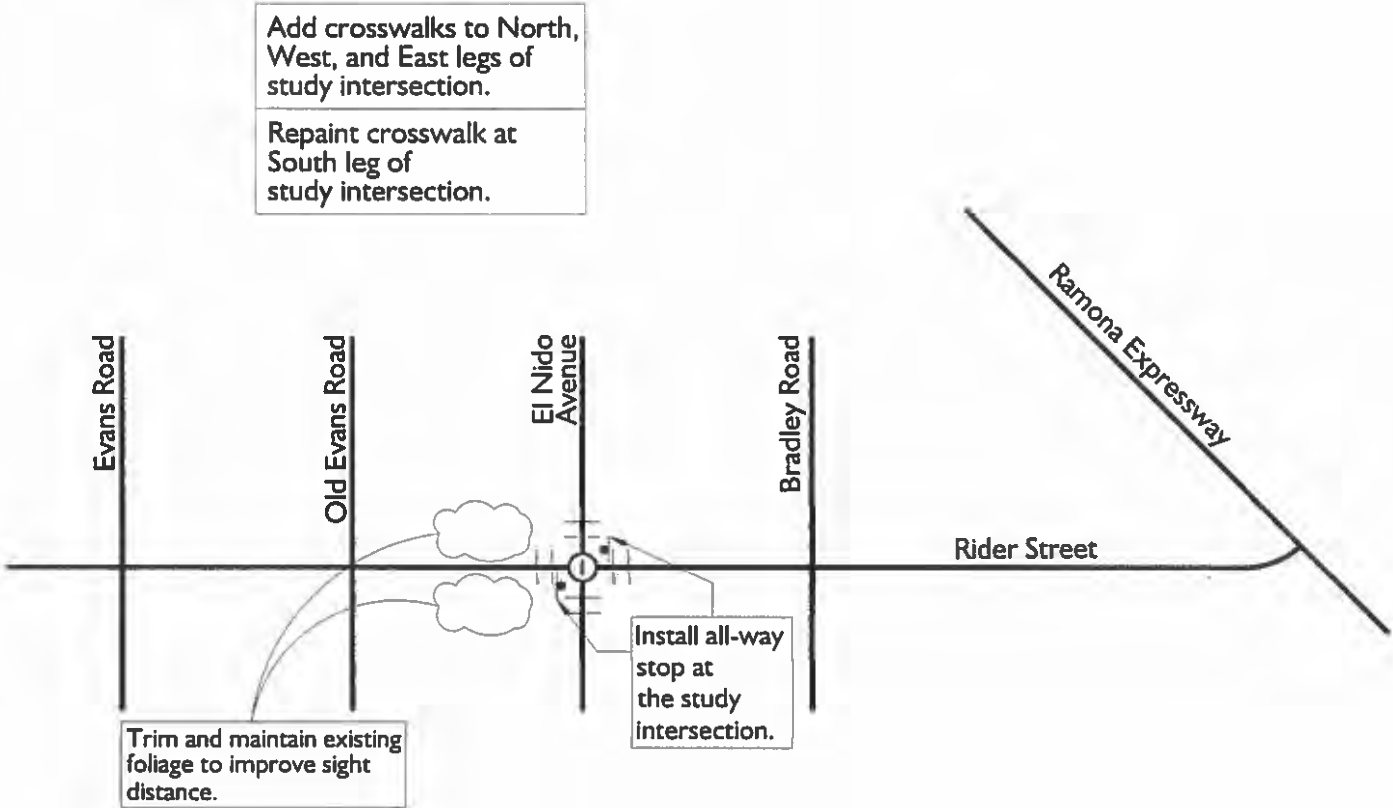 Add crosswalks to North,
West, and East legs of
study intersection.
Repaint crosswalk at
South leg of
study intersection.
Evans Road
Old Evans Road
El Nido
Avenue
Bradley Road
Ramona Expressway
Rider Street
1
Install all-way
stop at
the study
intersection.
Trim and maintain existing
foliage to improve sight
distance.